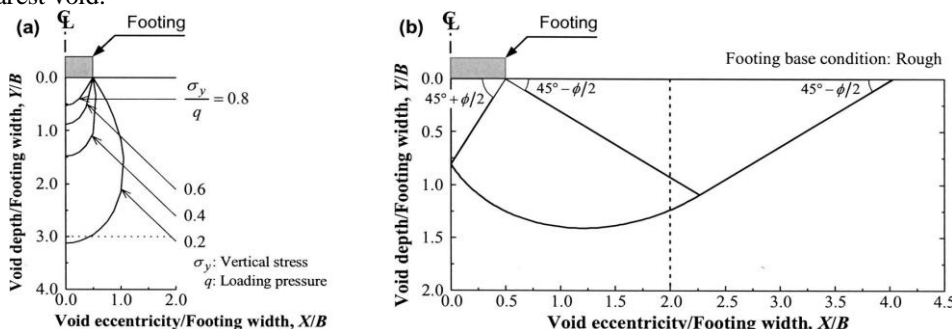 (a)
℄
Footing
0.0
1.0
2.0
3.0
4.0
Void depth/Footing width, Y/B
σ_y/q = 0.8
0.6
0.4
0.2
σ_y: Vertical stress
q: Loading pressure
0.0 1.0 2.0
Void eccentricity/Footing width, X/B
(b)
℄
Footing
Footing base condition: Rough
0.0
0.5
1.0
1.5
2.0
Void depth/Footing width, Y/B
45°+ϕ/2
45°−ϕ/2
45°−ϕ/2
0.0 0.5 1.0 1.5 2.0 2.5 3.0 3.5 4.0 4.5
Void eccentricity/Footing width, X/B